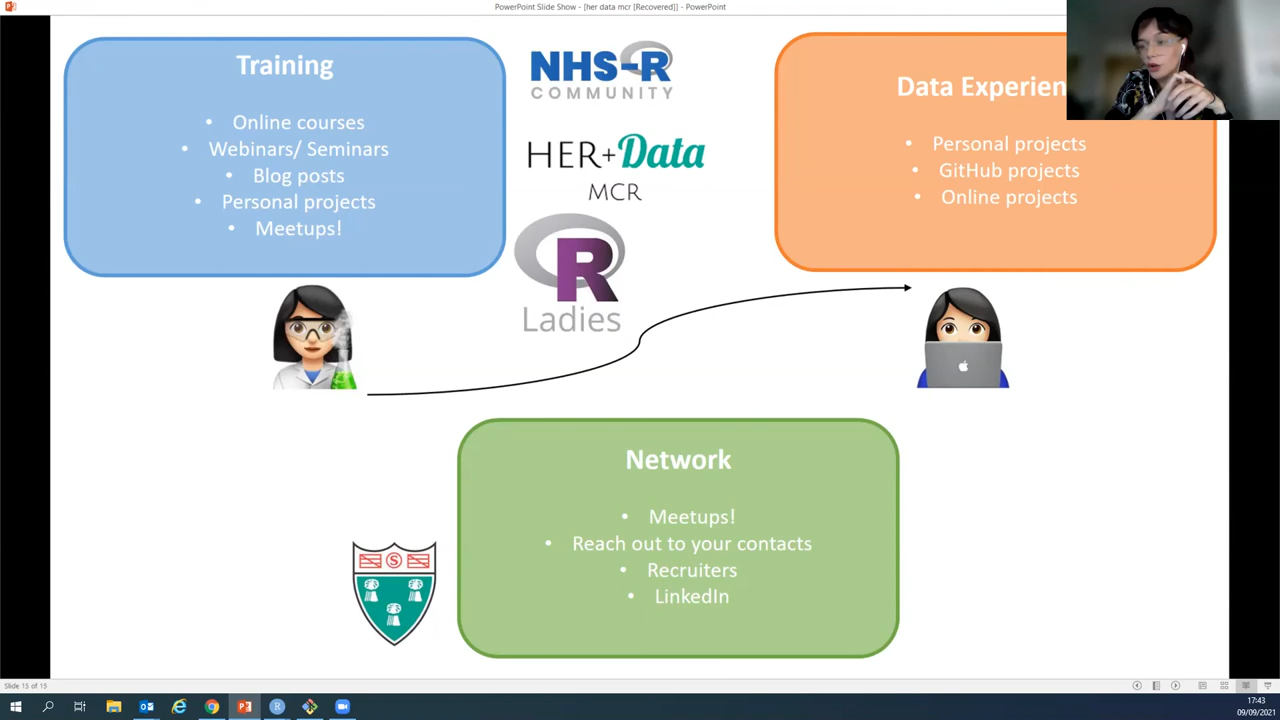 PowerPoint Slide Show - [her data mcr [Recovered]] - PowerPoint
Training
• Online courses
• Webinars/ Seminars
• Blog posts
• Personal projects
• Meetups!
NHS-R
COMMUNITY
HER+Data
MCR
R
Ladies
Data Experien
• Personal projects
• GitHub projects
• Online projects
Network
• Meetups!
• Reach out to your contacts
• Recruiters
• LinkedIn
S
Slide 15 of 15
17:43
09/09/2021